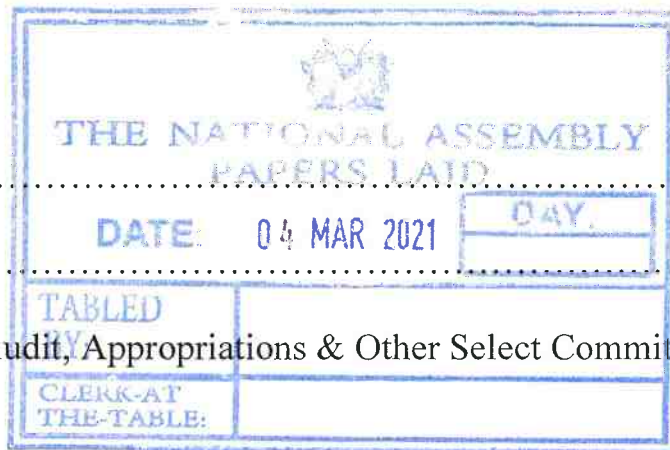 THE NATIONAL ASSEMBLY
PAPERS LAID
DATE: 04 MAR 2021
DAY.
TABLED
BY:
udit, Appropriations & Other Select Commit
CLERK-AT
THE-TABLE: